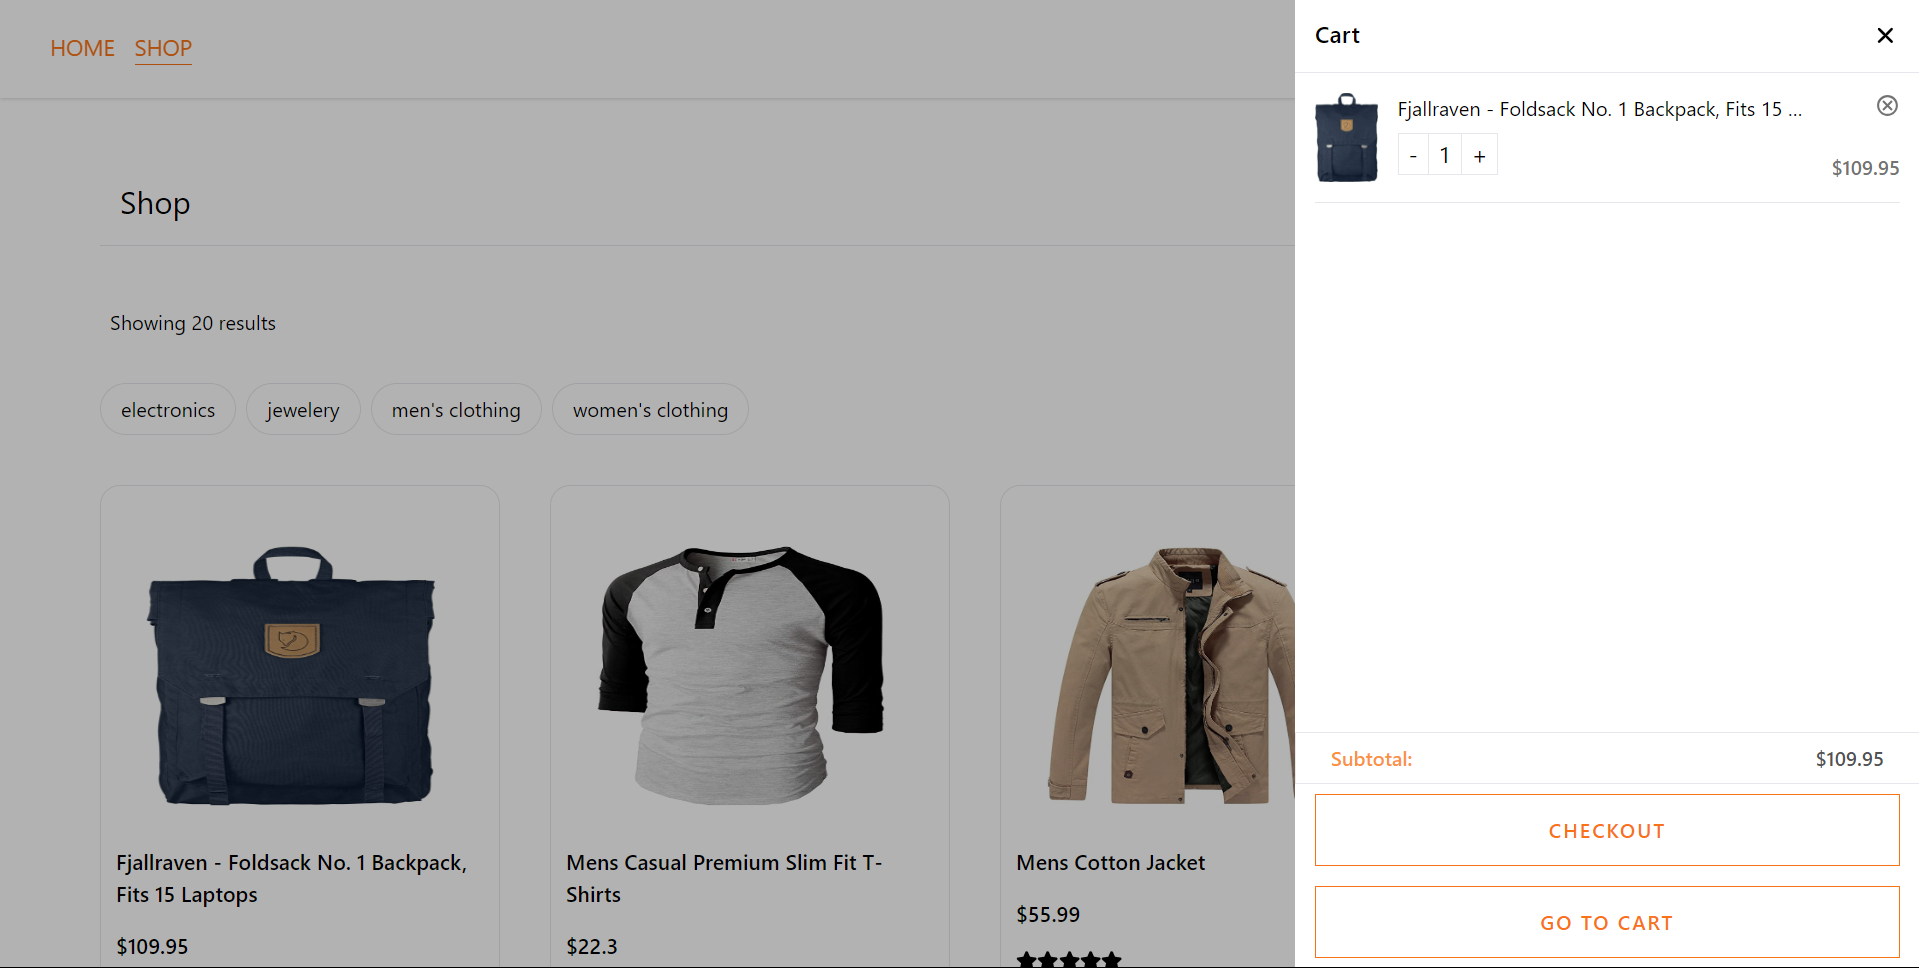 HOME SHOP
Shop
Showing 20 results
electronics jewelery men's clothing women's clothing
Fjallraven - Foldsack No. 1 Backpack,
Fits 15 Laptops
$109.95
Mens Casual Premium Slim Fit T-
Shirts
$22.3
Mens Cotton Jacket
$55.99
Cart
Fjallraven - Foldsack No. 1 Backpack, Fits 15 ...
- 1 +
$109.95
Subtotal: $109.95
CHECKOUT
GO TO CART